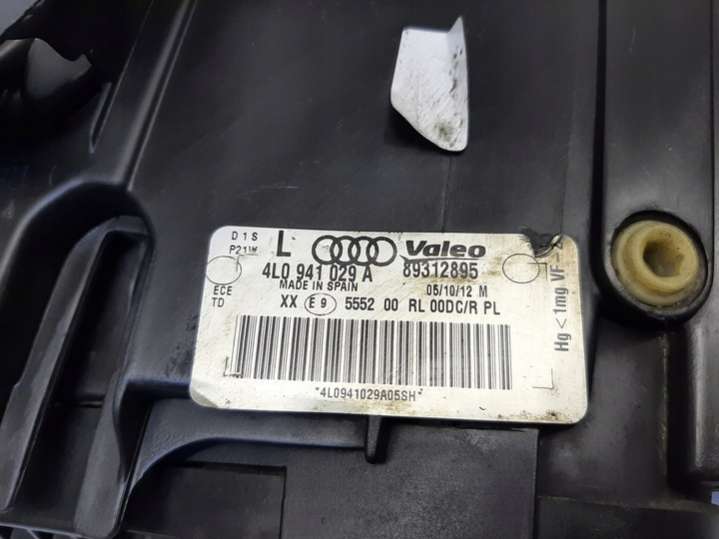 D1S L Valeo
P21W
4L0 941 029 A 89312895
MADE IN SPAIN 05/10/12 M
ECE
TD
XX E9 5552 00 RL 00DC/R PL
*4L0941029A05SH*
Hg<1mg VF-